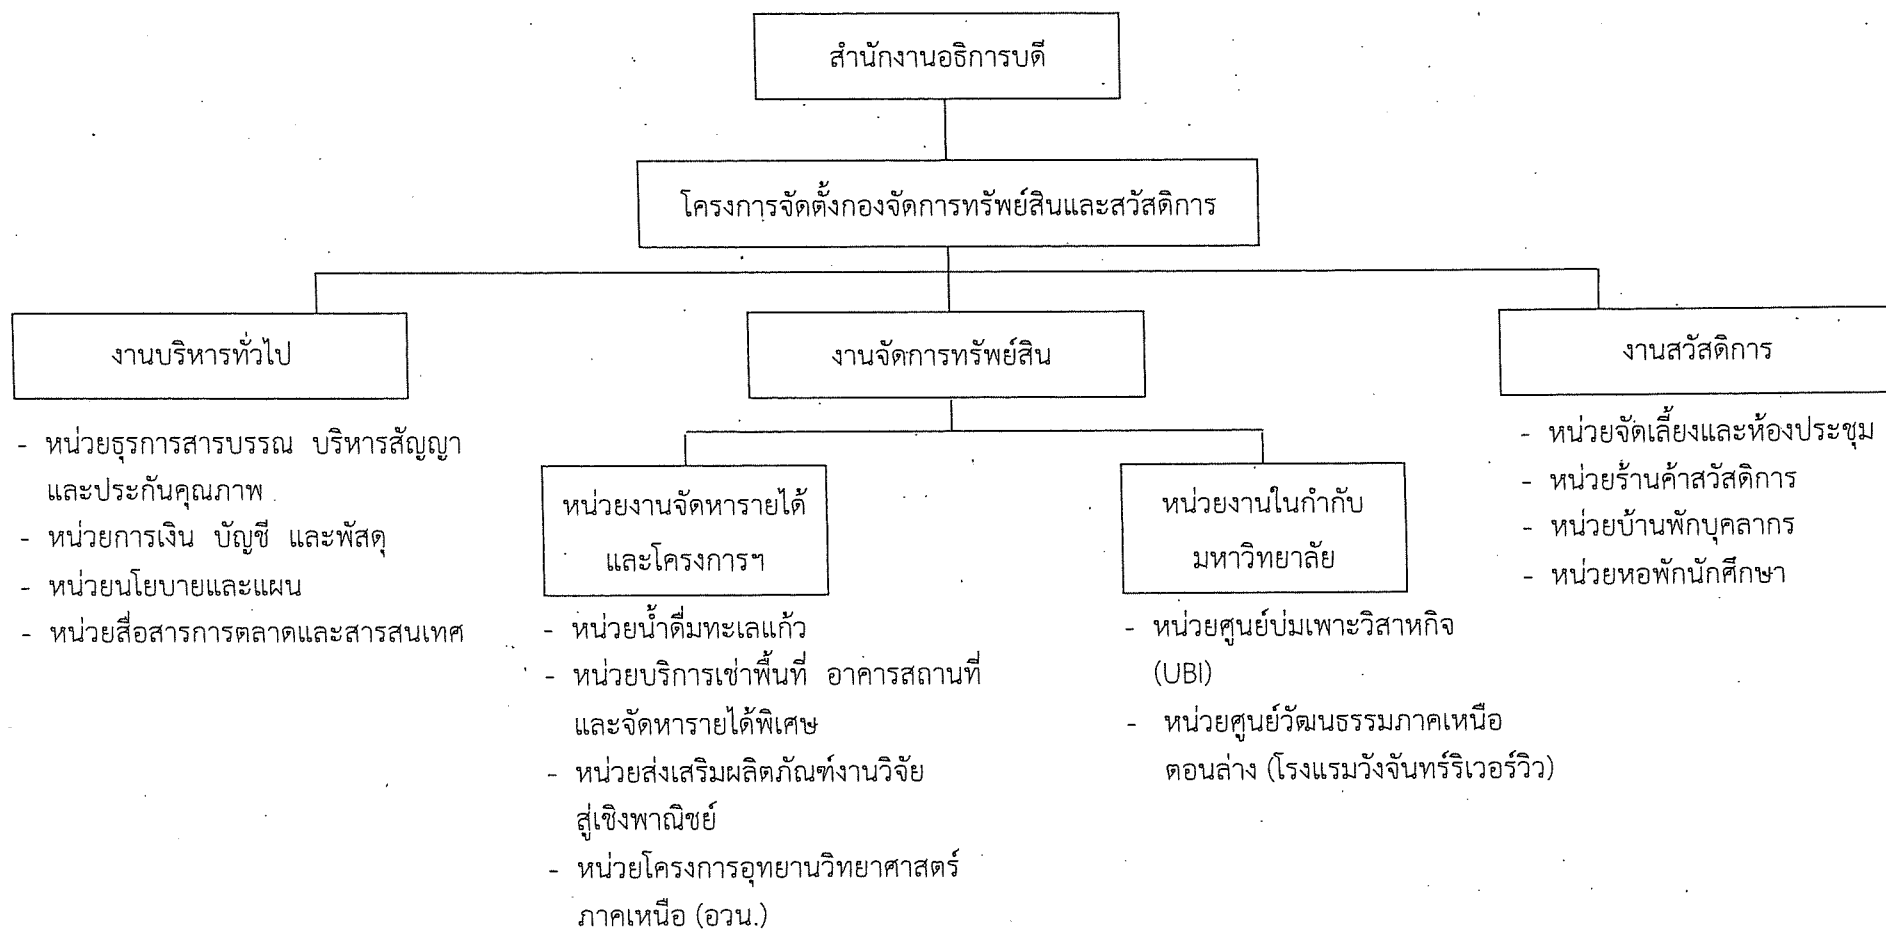 สำนักงานอธิการบดี
โครงการจัดตั้งกองจัดการทรัพย์สินและสวัสดิการ
งานบริหารทั่วไป
- หน่วยธุรการสารบรรณ บริหารสัญญา
และประกันคุณภาพ
- หน่วยการเงิน บัญชี และพัสดุ
- หน่วยนโยบายและแผน
- หน่วยสื่อสารการตลาดและสารสนเทศ
งานจัดการทรัพย์สิน
หน่วยงานจัดหารายได้
และโครงการฯ
- หน่วยน้ำดื่มทะเลแก้ว
- หน่วยบริการเช่าพื้นที่ อาคารสถานที่
และจัดหารายได้พิเศษ
- หน่วยส่งเสริมผลิตภัณฑ์งานวิจัย
สู่เชิงพาณิชย์
- หน่วยโครงการอุทยานวิทยาศาสตร์
ภาคเหนือ (อวน.)
หน่วยงานในกำกับ
มหาวิทยาลัย
- หน่วยศูนย์บ่มเพาะวิสาหกิจ
(UBI)
- หน่วยศูนย์วัฒนธรรมภาคเหนือ
ตอนล่าง (โรงแรมวังจันทร์ริเวอร์วิว)
งานสวัสดิการ
- หน่วยจัดเลี้ยงและห้องประชุม
- หน่วยร้านค้าสวัสดิการ
- หน่วยบ้านพักบุคลากร
- หน่วยหอพักนักศึกษา